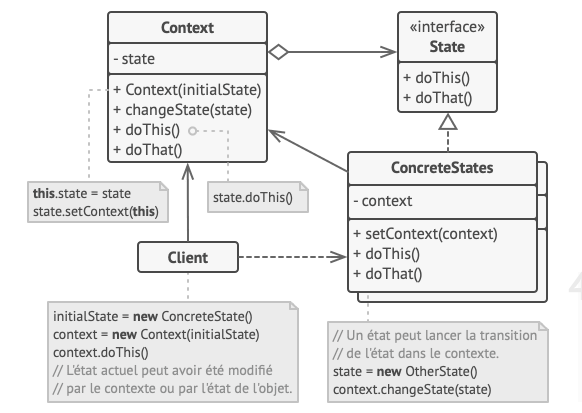 Context
- state
+ Context(initialState)
+ changeState(state)
+ doThis()
+ doThat()
«interface»
State
+ doThis()
+ doThat()
this.state = state
state.setContext(this)
state.doThis()
ConcreteStates
- context
+ setContext(context)
+ doThis()
+ doThat()
Client
initialState = new ConcreteState()
context = new Context(initialState)
context.doThis()
// L'état actuel peut avoir été modifié
// par le contexte ou par l'état de l'objet.
// Un état peut lancer la transition
// de l'état dans le contexte.
state = new OtherState()
context.changeState(state)